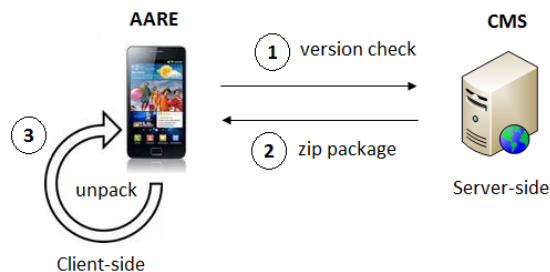 AARE
CMS
1 version check
2 zip package
3
unpack
Server-side
Client-side